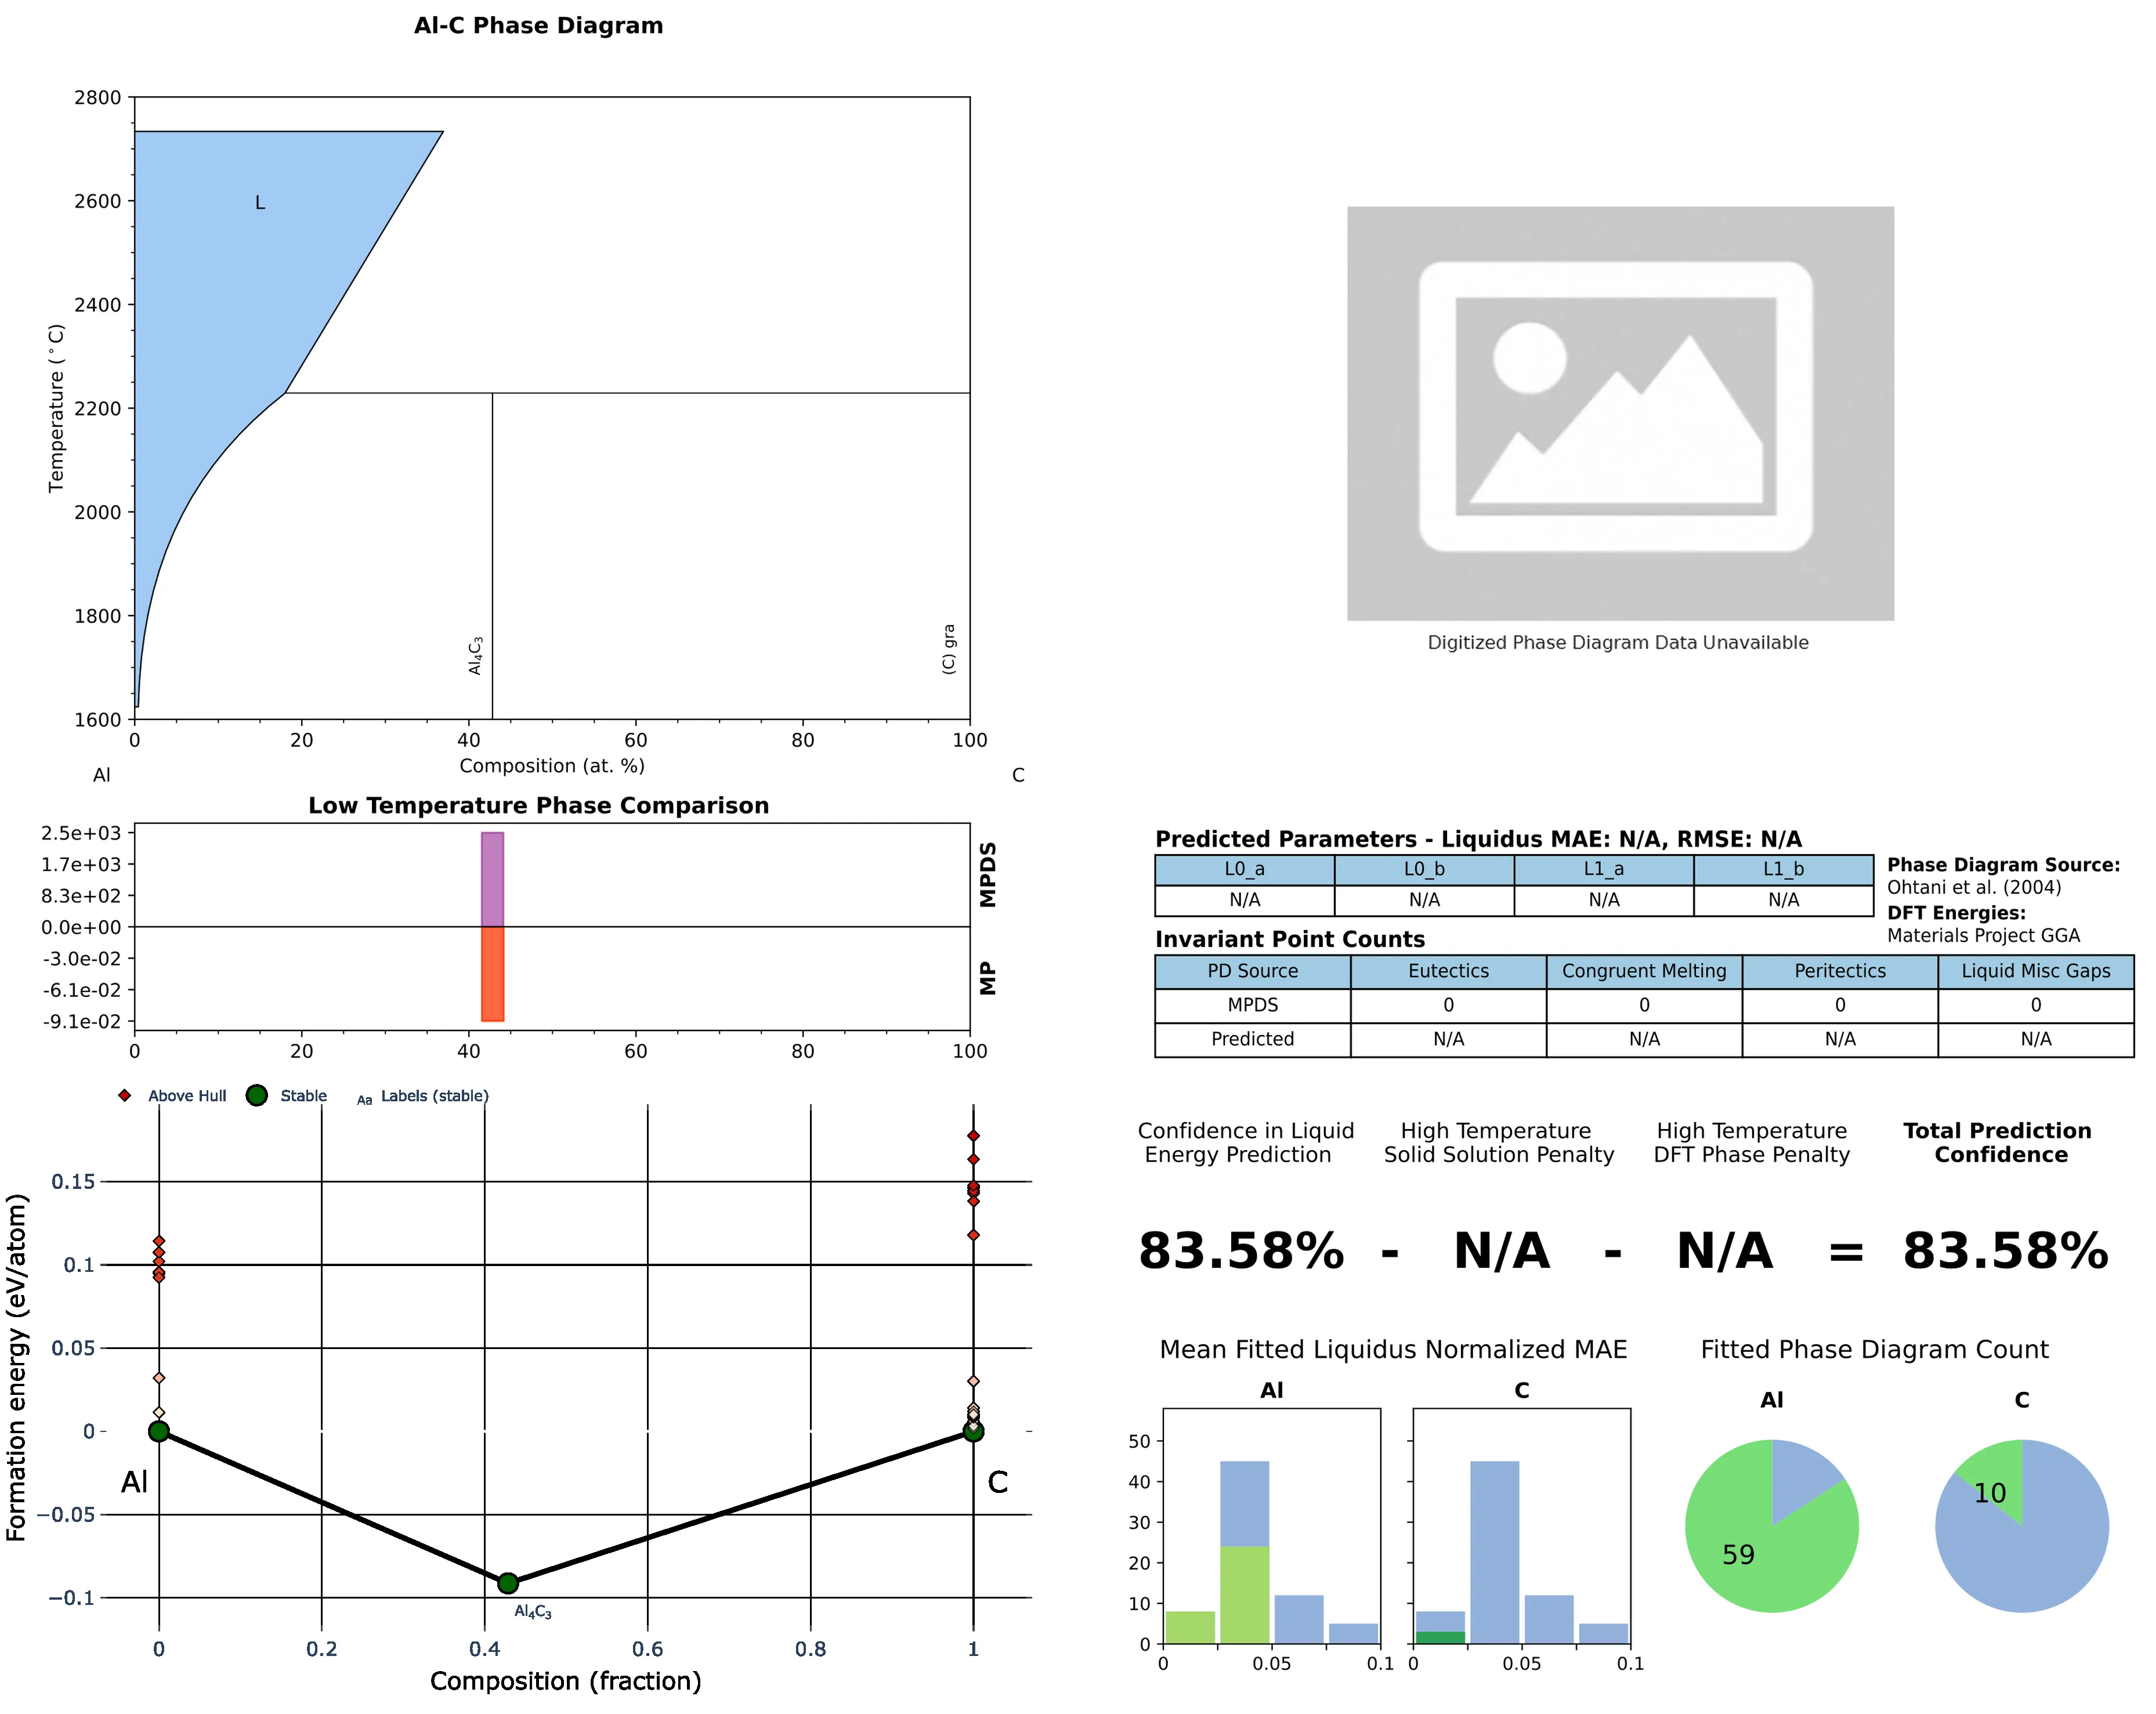 Al-C Phase Diagram
2800
2600
2400
2200
2000
1800
1600
Temperature (°C)
L
Al₄C₃
(C) gra
0 20 40 60 80 100
Composition (at. %)
Al C
Digitized Phase Diagram Data Unavailable
Low Temperature Phase Comparison
2.5e+03
1.7e+03
8.3e+02
0.0e+00
-3.0e-02
-6.1e-02
-9.1e-02
MPDS
MP
0 20 40 60 80 100
Predicted Parameters - Liquidus MAE: N/A, RMSE: N/A
L0_a L0_b L1_a L1_b
N/A N/A N/A N/A
Phase Diagram Source:
Ohtani et al. (2004)
DFT Energies:
Materials Project GGA
Invariant Point Counts
PD Source Eutectics Congruent Melting Peritectics Liquid Misc Gaps
MPDS 0 0 0 0
Predicted N/A N/A N/A N/A
Above Hull Stable Aa Labels (stable)
0.15
0.1
0.05
0
−0.05
−0.1
Formation energy (eV/atom)
Al
C
Al₄C₃
0 0.2 0.4 0.6 0.8 1
Composition (fraction)
Confidence in Liquid
Energy Prediction
High Temperature
Solid Solution Penalty
High Temperature
DFT Phase Penalty
Total Prediction
Confidence
83.58% - N/A - N/A = 83.58%
Mean Fitted Liquidus Normalized MAE
Al
C
50
40
30
20
10
0
0 0.05 0.1
0 0.05 0.1
Fitted Phase Diagram Count
Al
C
59
10